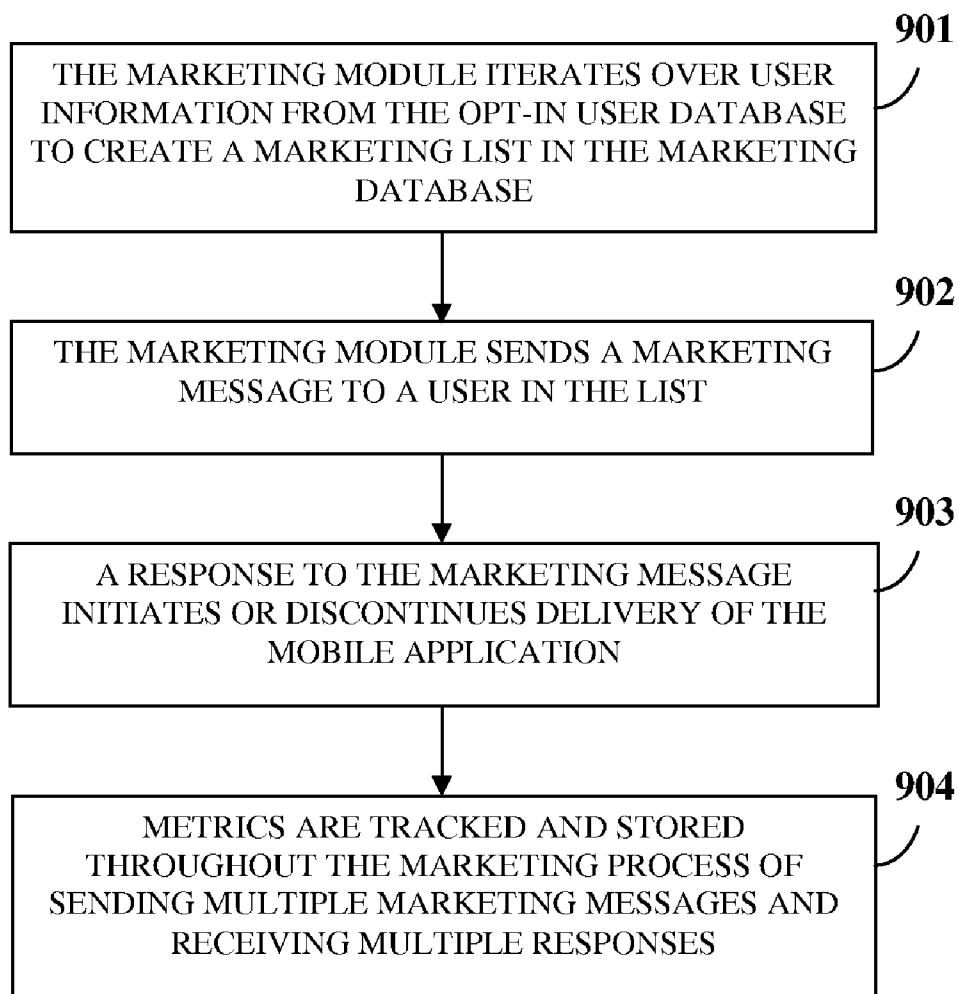 901
THE MARKETING MODULE ITERATES OVER USER
INFORMATION FROM THE OPT-IN USER DATABASE
TO CREATE A MARKETING LIST IN THE MARKETING
DATABASE
902
THE MARKETING MODULE SENDS A MARKETING
MESSAGE TO A USER IN THE LIST
903
A RESPONSE TO THE MARKETING MESSAGE
INITIATES OR DISCONTINUES DELIVERY OF THE
MOBILE APPLICATION
904
METRICS ARE TRACKED AND STORED
THROUGHOUT THE MARKETING PROCESS OF
SENDING MULTIPLE MARKETING MESSAGES AND
RECEIVING MULTIPLE RESPONSES